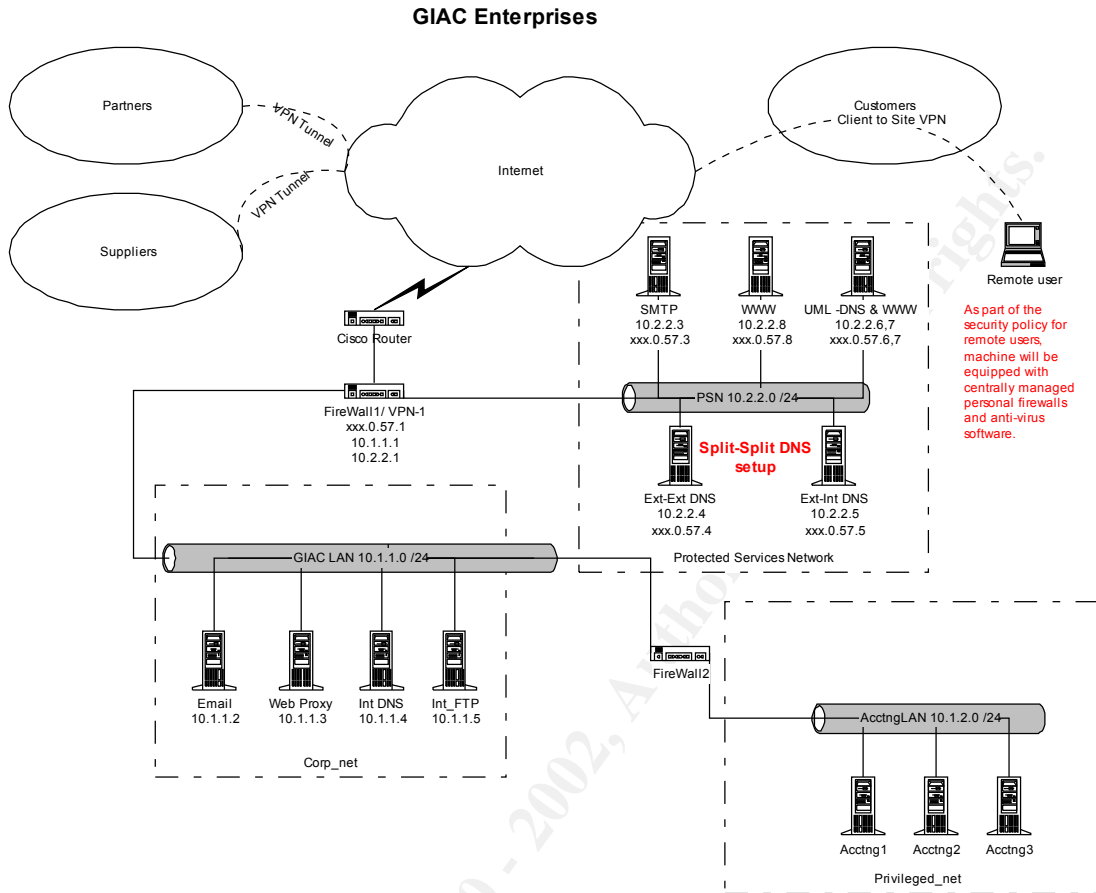 GIAC Enterprises
Partners
VPN Tunnel
Suppliers
VPN Tunnel
Internet
Customers
Client to Site VPN
Remote user
As part of the
security policy for
remote users,
machine will be
equipped with
centrally managed
personal firewalls
and anti-virus
software.
Cisco Router
FireWall1/ VPN-1
xxx.0.57.1
10.1.1.1
10.2.2.1
SMTP
10.2.2.3
xxx.0.57.3
WWW
10.2.2.8
xxx.0.57.8
UML -DNS & WWW
10.2.2.6,7
xxx.0.57.6,7
PSN 10.2.2.0 /24
Split-Split DNS
setup
Ext-Ext DNS
10.2.2.4
xxx.0.57.4
Ext-Int DNS
10.2.2.5
xxx.0.57.5
Protected Services Network
GIAC LAN 10.1.1.0 /24
Email
10.1.1.2
Web Proxy
10.1.1.3
Int DNS
10.1.1.4
Int_FTP
10.1.1.5
Corp_net
FireWall2
AcctngLAN 10.1.2.0 /24
Acctng1
Acctng2
Acctng3
Privileged_net
- 2002, Autho
rights.